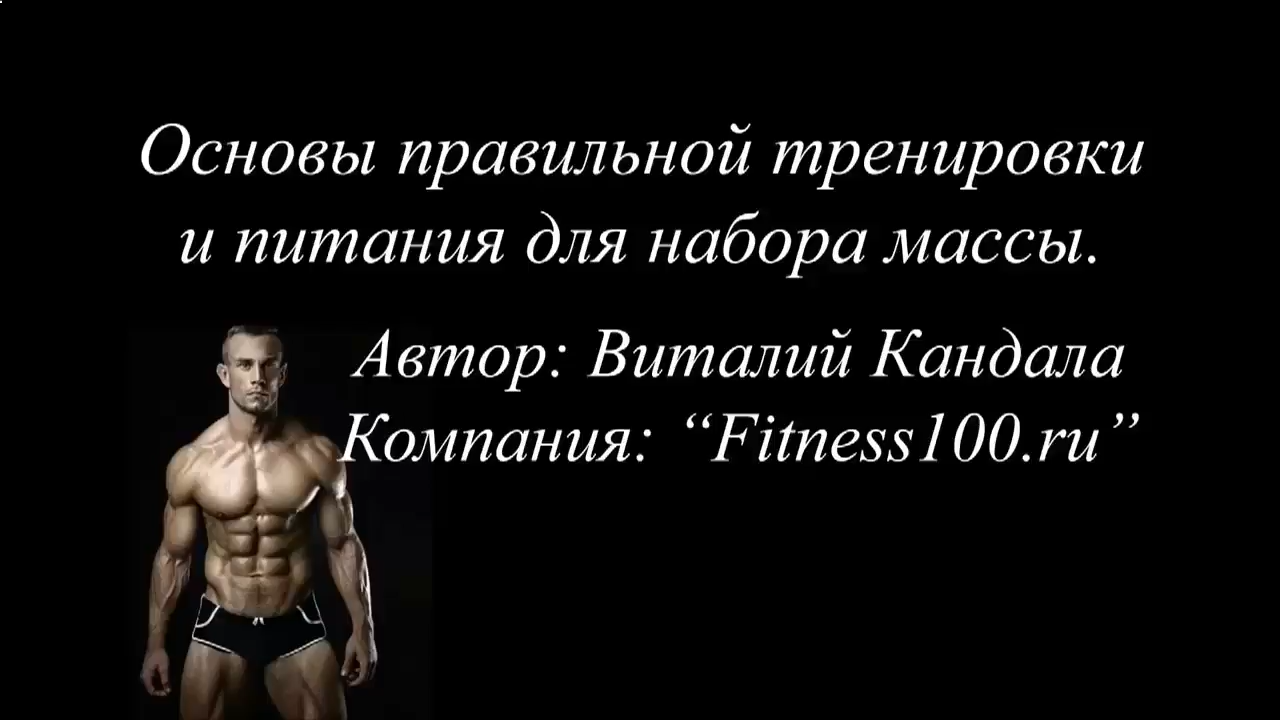 Основы правильной тренировки
и питания для набора массы.
Автор: Виталий Кандала
Компания: “Fitness100.ru”